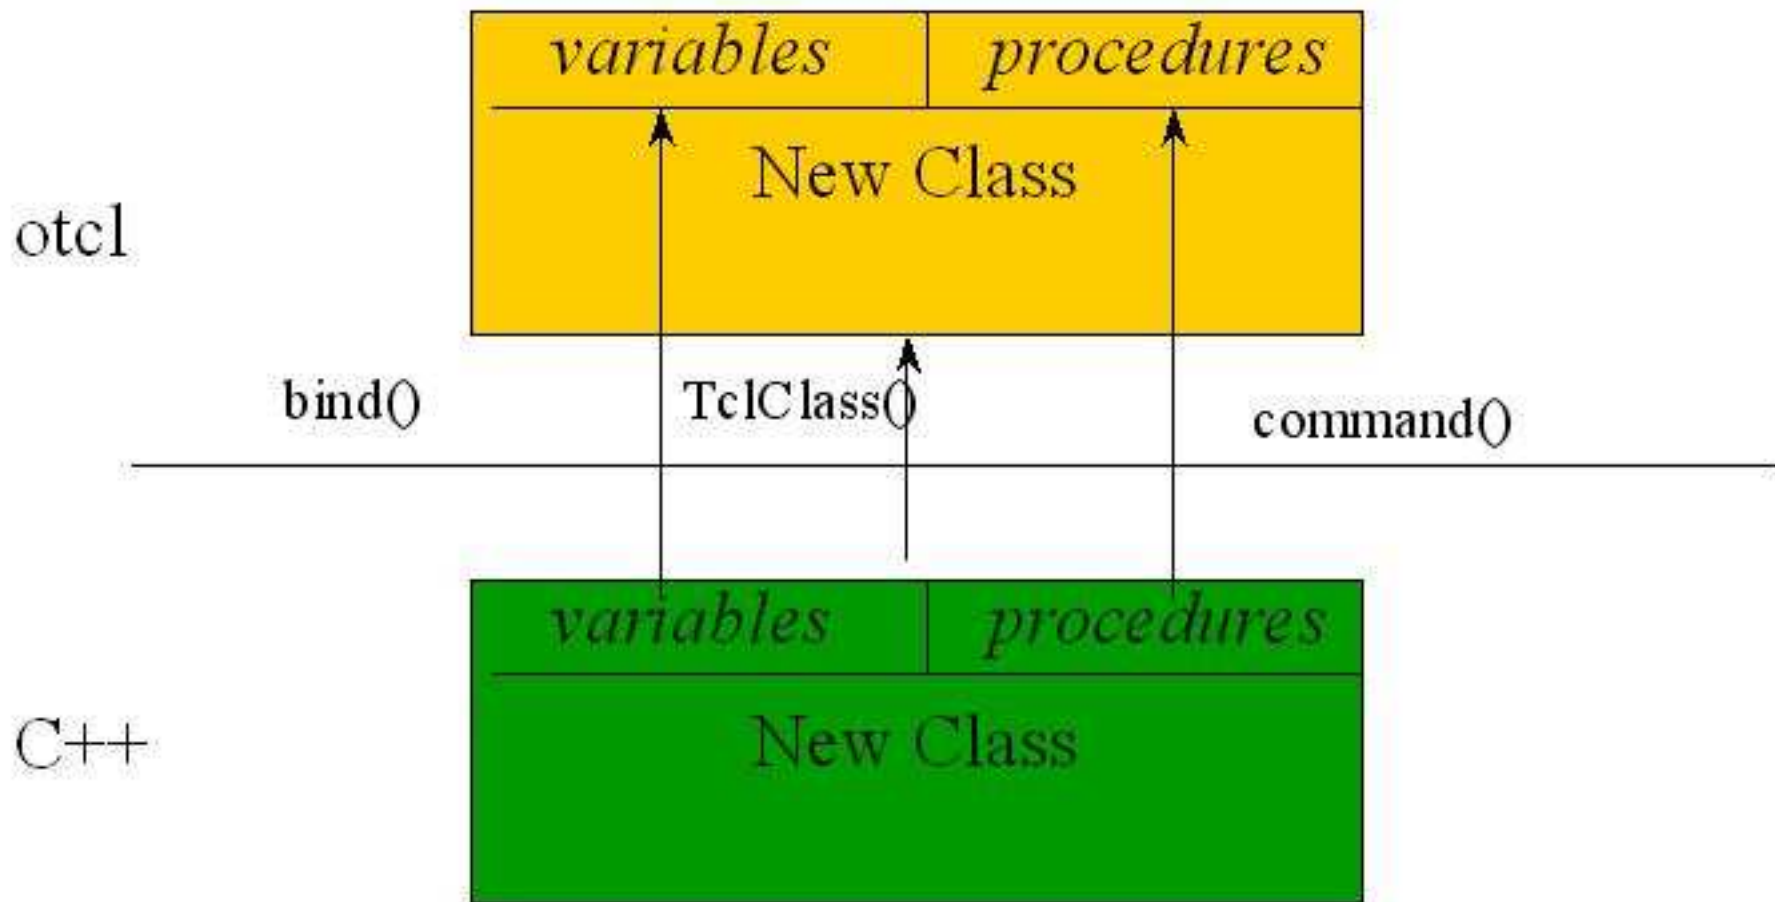 variables procedures
New Class
otcl
bind() TclClass() command()
variables procedures
New Class
C++